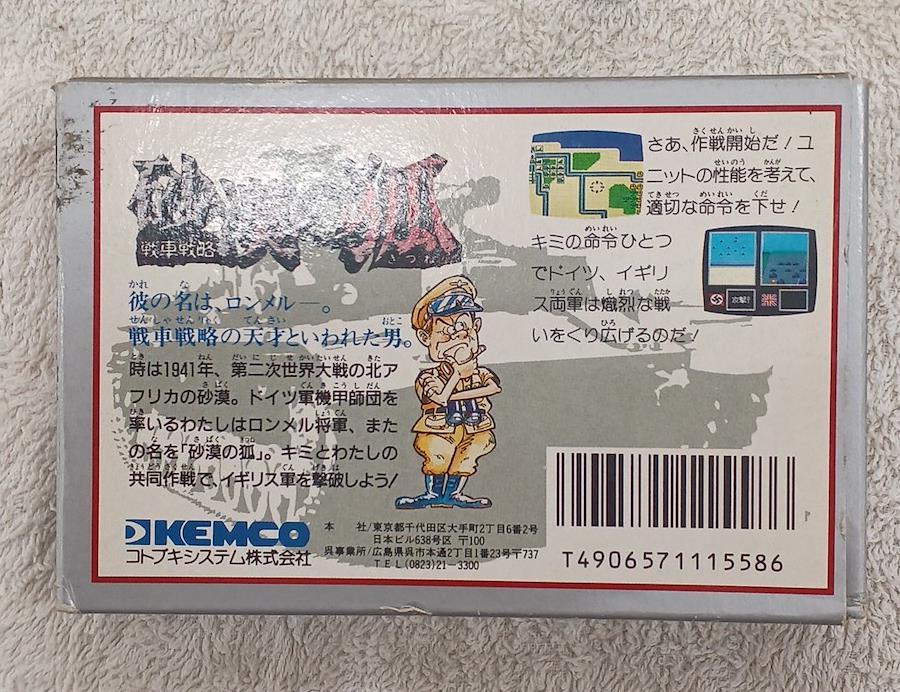 砂漠の狐
戦車戦略
きつね
彼の名は、ロンメル—。
戦車戦略の天才といわれた男。
時は1941年、第二次世界大戦の北ア
フリカの砂漠。ドイツ軍機甲師団を
率いるわたしはロンメル将軍、また
の名を「砂漠の狐」。キミとわたしの
共同作戦で、イギリス軍を撃破しよう!
さあ、作戦開始だ!ユ
ニットの性能を考えて、
適切な命令を下せ!
キミの命令ひとつ
でドイツ、イギリ
ス両軍は熾烈な戦
いをくり広げるのだ!
攻撃!
KEMCO
コトブキシステム株式会社
本　社/東京都千代田区大手町2丁目6番2号
日本ビル638号区 〒100
呉事業所/広島県呉市本通2丁目1番23号〒737
TEL(0823)21-3300
T4906571115586